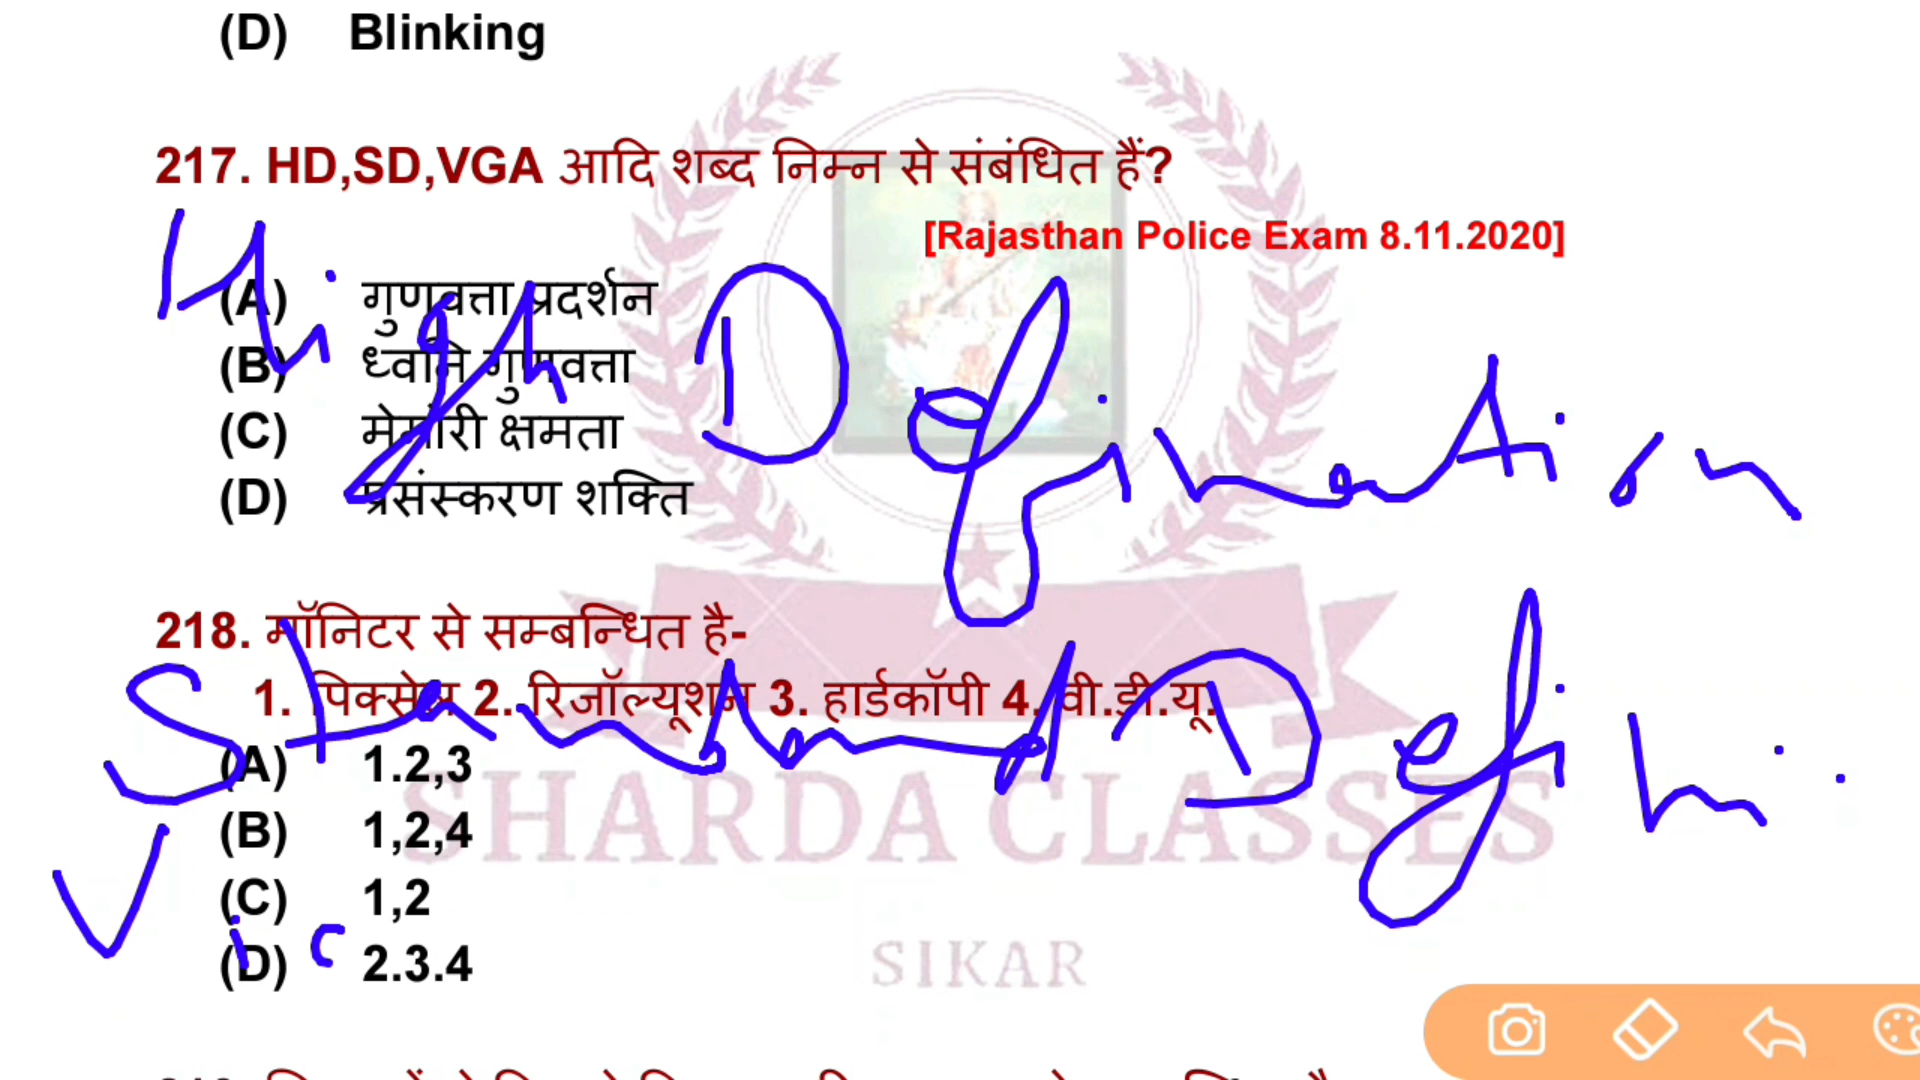 (D) Blinking
217. HD,SD,VGA आदि शब्द निम्न से संबंधित हैं?
[Rajasthan Police Exam 8.11.2020]
(A) गुणवत्ता प्रदर्शन
(B) ध्वनि गुणवत्ता
(C) मेमोरी क्षमता
(D) प्रसंस्करण शक्ति
High Defination
218. मॉनिटर से सम्बन्धित है-
1. पिक्सेल 2. रिजॉल्यूशन 3. हार्डकॉपी 4. वी.डी.यू.
Standard Defini
(A) 1.2,3
(B) 1,2,4
(C) 1,2
(D) 2.3.4
SHARDA CLASSES
SIKAR